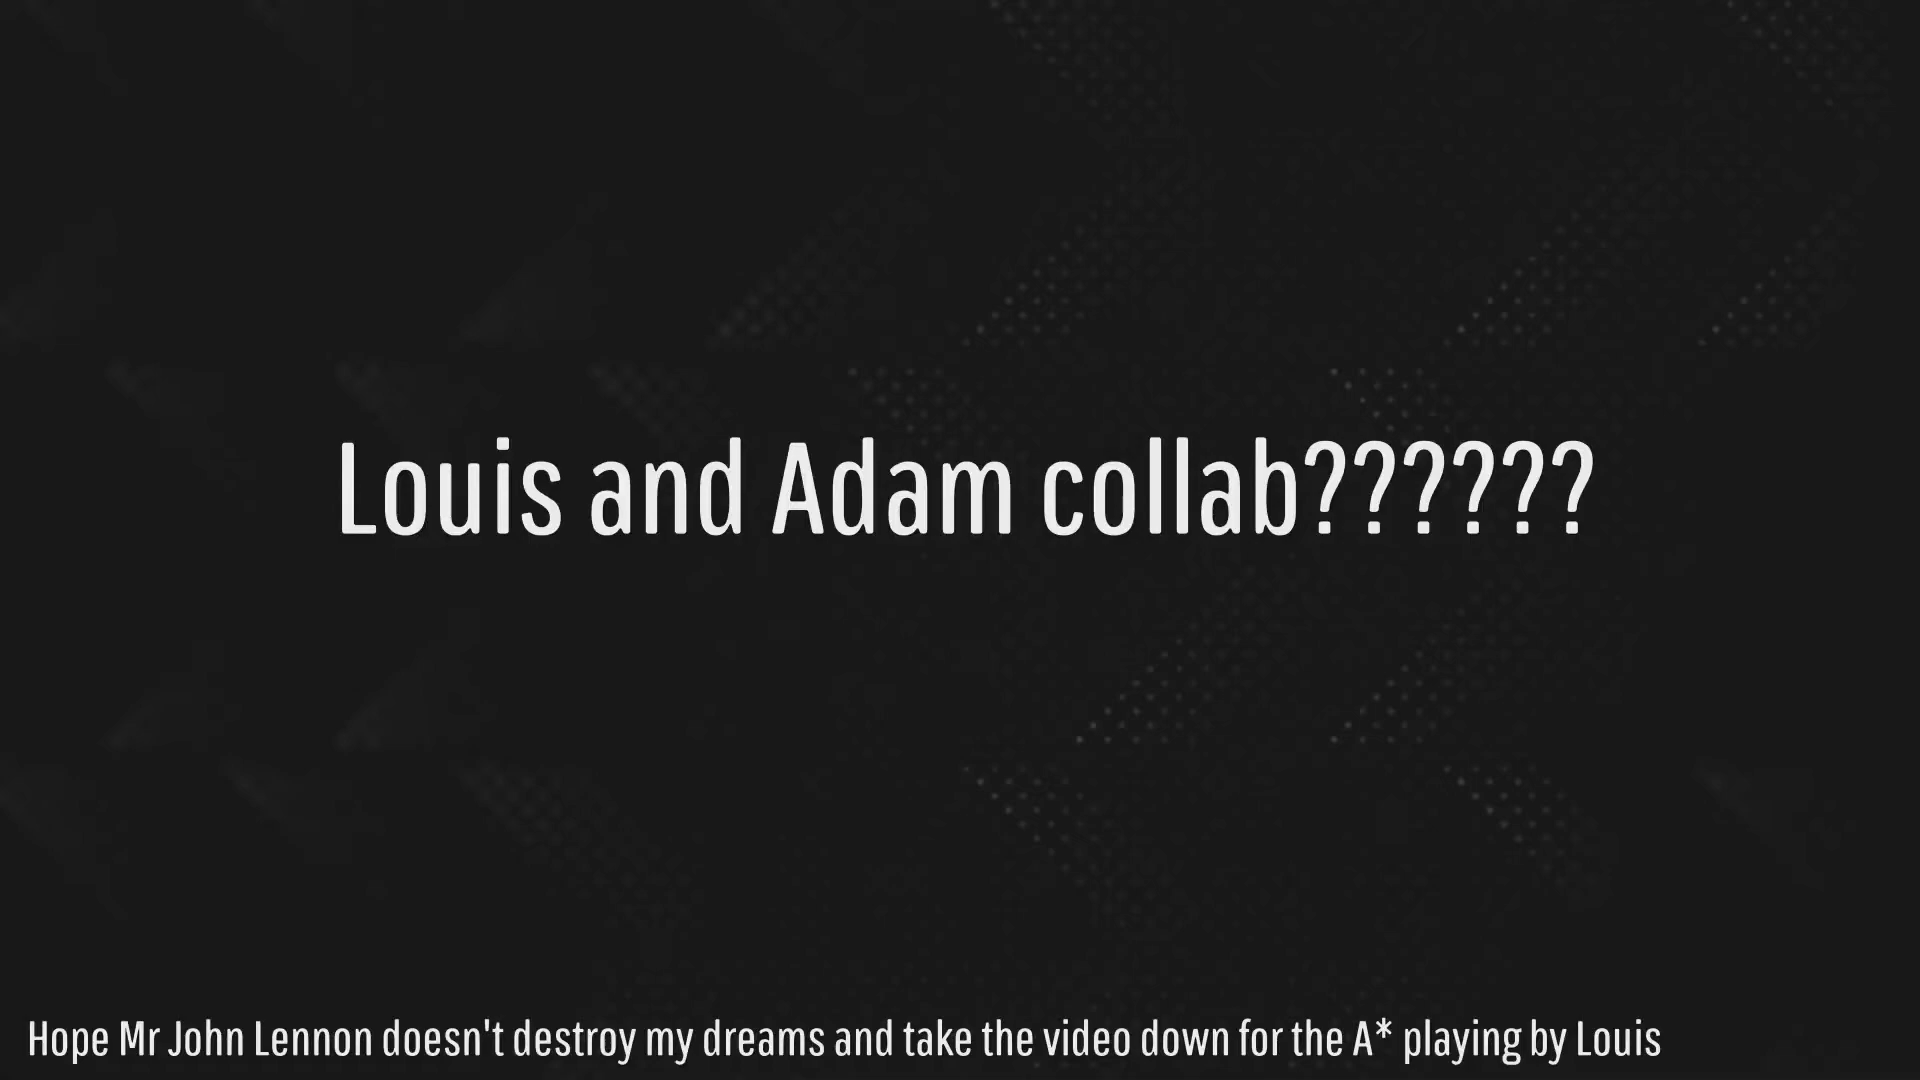 Louis and Adam collab??????
Hope Mr John Lennon doesn't destroy my dreams and take the video down for the A* playing by Louis